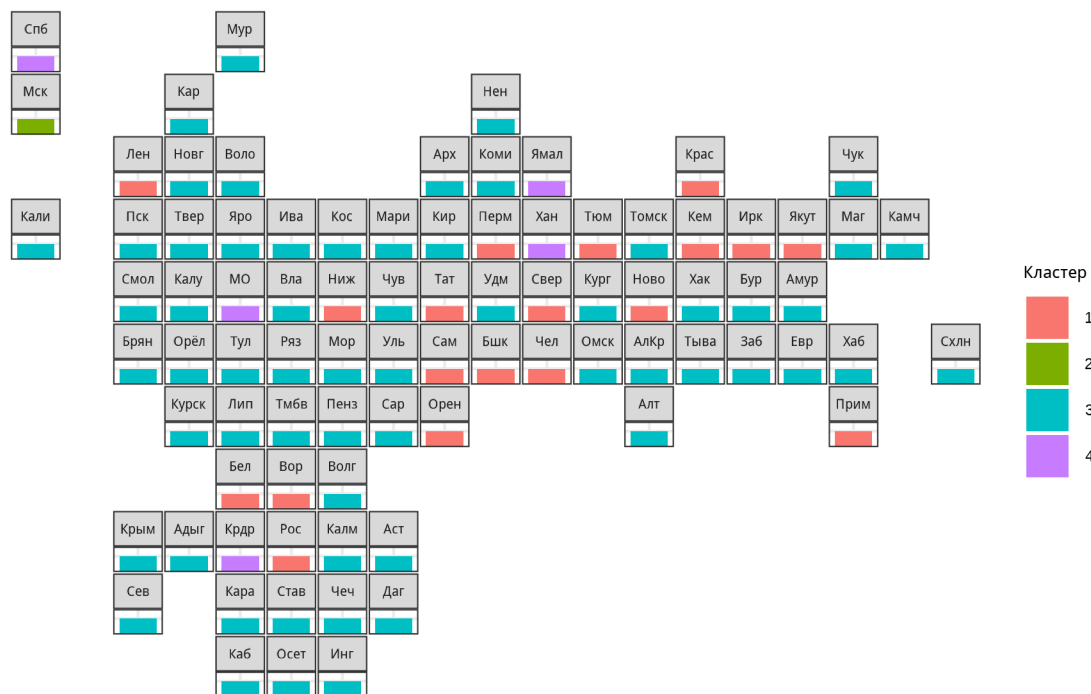 Спб Мур
Мск Кар Нен
Лен Новг Воло Арх Коми Ямал Крас Чук
Кали Пск Твер Яро Ива Кос Мари Кир Перм Хан Тюм Томск Кем Ирк Якут Маг Камч
Кластер
Смол Калу МО Вла Ниж Чув Тат Удм Свер Кург Ново Хак Бур Амур
1
Брян Орёл Тул Ряз Мор Уль Сам Бшк Чел Омск АлКр Тыва Заб Евр Хаб Схлн
2
Курск Лип Тмбв Пенз Сар Орен Алт Прим
3
Бел Вор Волг
4
Крым Адыг Крдр Рос Калм Аст
Сев Кара Став Чеч Даг
Каб Осет Инг